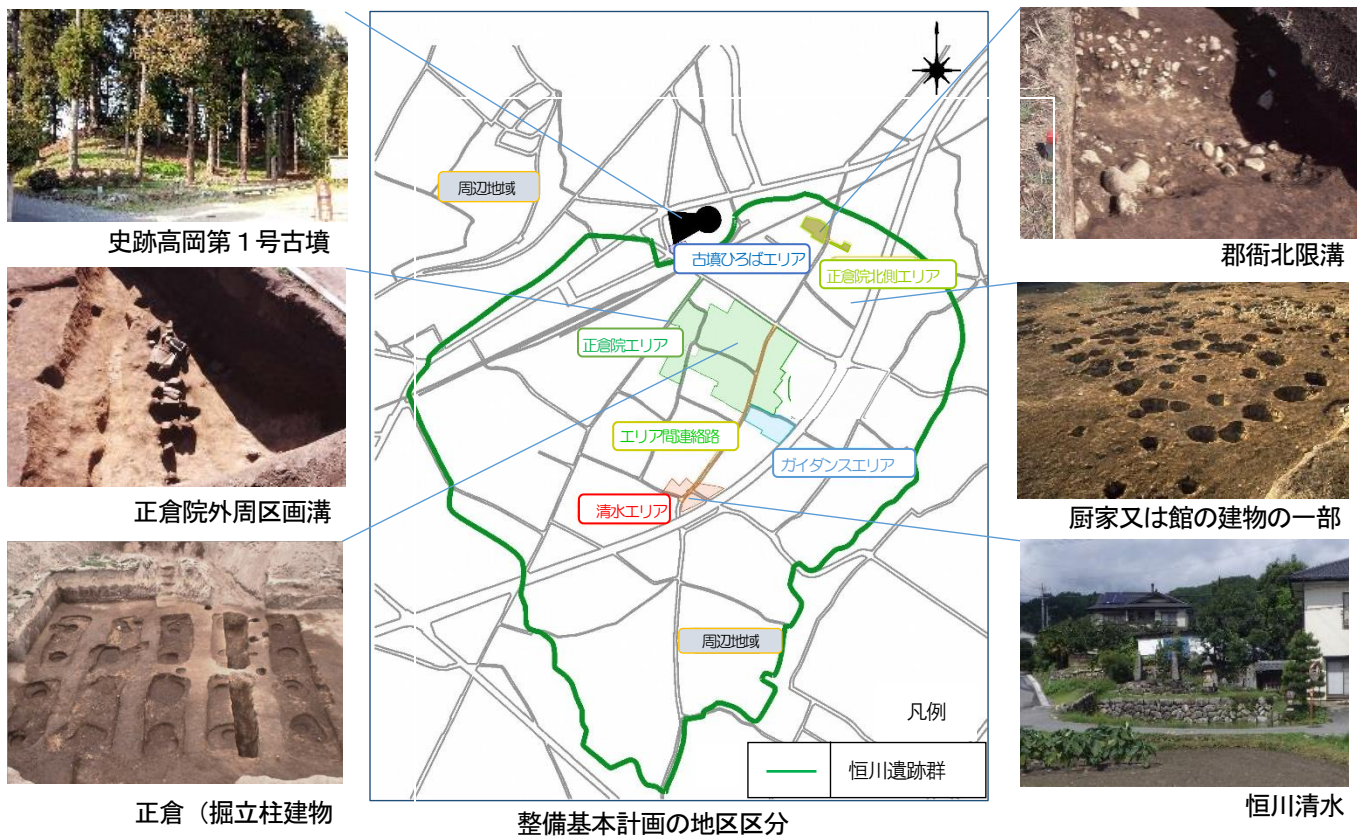 史跡高岡第1号古墳
正倉院外周区画溝
正倉（掘立柱建物
周辺地域
古墳ひろばエリア
正倉院北側エリア
正倉院エリア
エリア間連絡路
ガイダンスエリア
清水エリア
周辺地域
凡例
恒川遺跡群
整備基本計画の地区区分
郡衙北限溝
厨家又は館の建物の一部
恒川清水